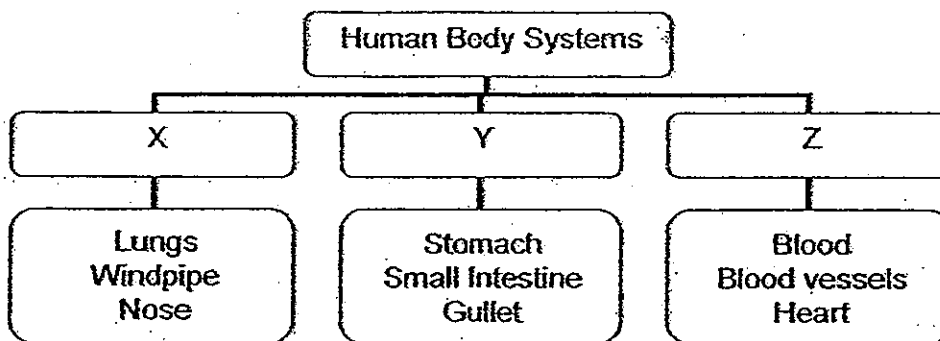 Human Body Systems
X
Y
Z
Lungs
Windpipe
Nose
Stomach
Small Intestine
Gullet
Blood
Blood vessels
Heart